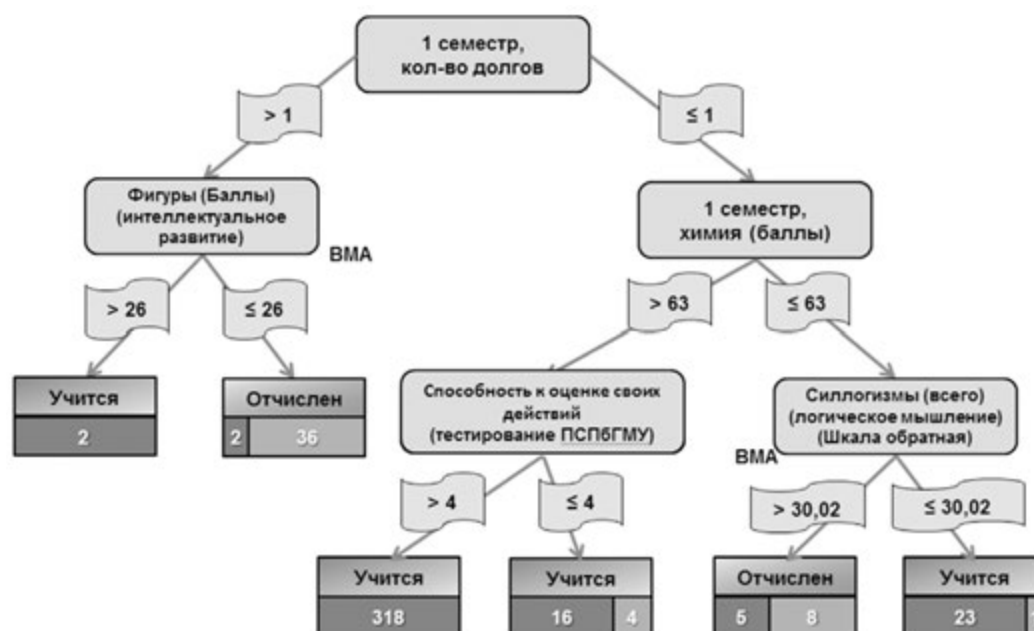 1 семестр,
кол-во долгов
> 1
≤ 1
Фигуры (Баллы)
(интеллектуальное
развитие)
ВМА
1 семестр,
химия (баллы)
> 26
≤ 26
> 63
≤ 63
Учится
2
Отчислен
2 36
Способность к оценке своих
действий
(тестирование ПСПбГМУ)
Силлогизмы (всего)
(логическое мышление)
(Шкала обратная)
ВМА
> 4
≤ 4
> 30,02
≤ 30,02
Учится
318
Учится
16 4
Отчислен
5 8
Учится
23